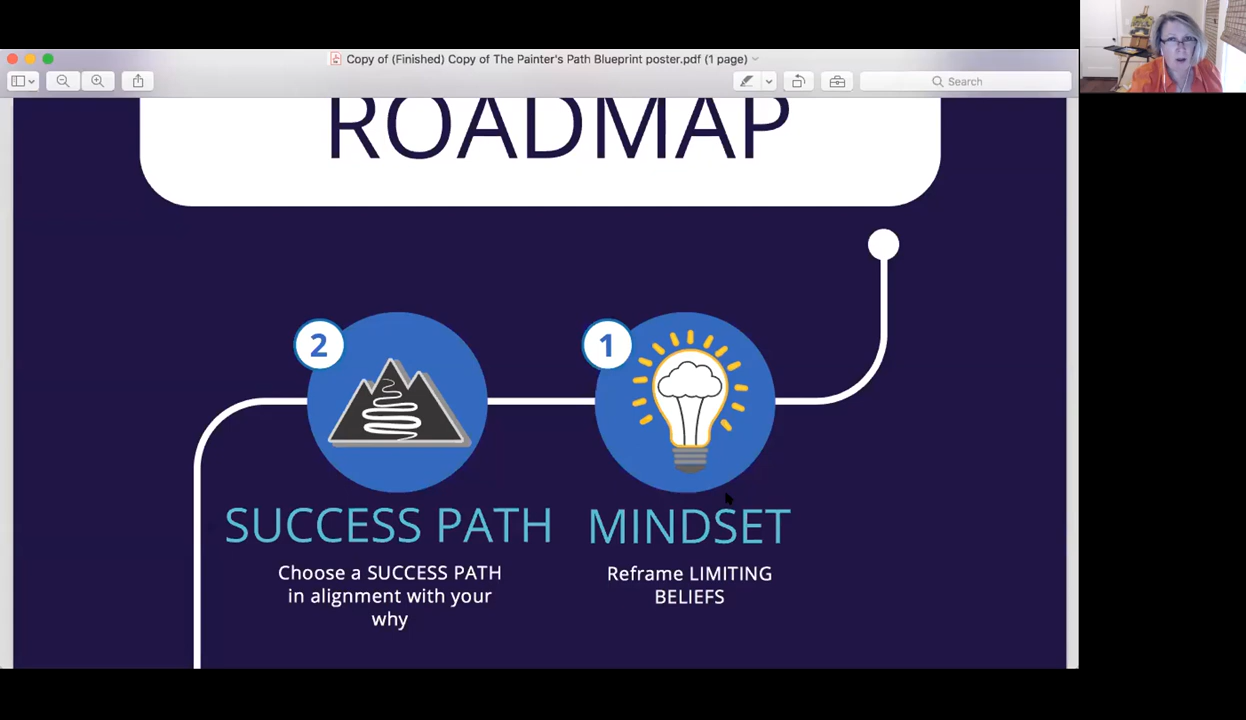 Copy of (Finished) Copy of The Painter's Path Blueprint poster.pdf (1 page)
Search
ROADMAP
2
1
SUCCESS PATH
MINDSET
Choose a SUCCESS PATH
in alignment with your
why
Reframe LIMITING
BELIEFS